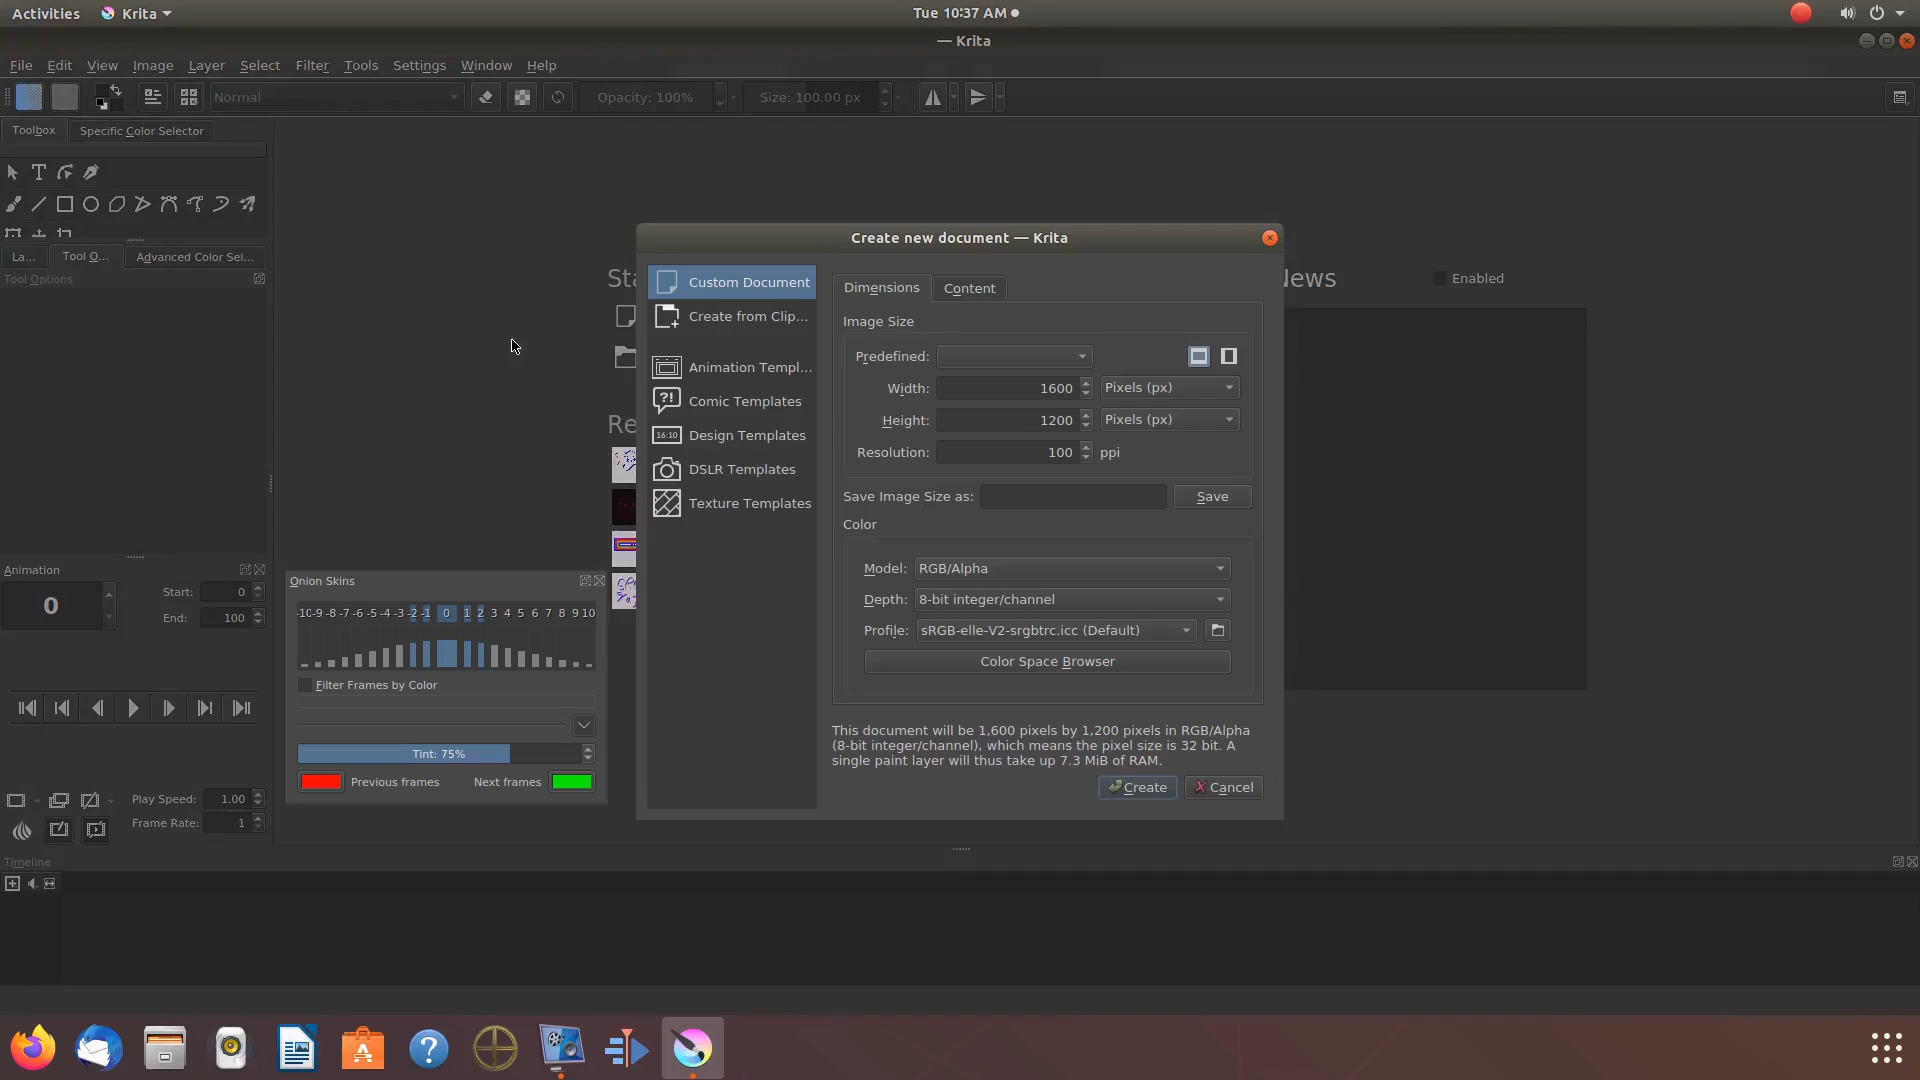 Activities Krita Tue 10:37 AM
— Krita
File Edit View Image Layer Select Filter Tools Settings Window Help
Normal Opacity: 100% Size: 100.00 px
Toolbox Specific Color Selector
La... Tool O... Advanced Color Sel...
Tool Options
Sta
Re
News Enabled
Create new document — Krita
Custom Document
Create from Clip...
Animation Templ...
Comic Templates
16:10 Design Templates
DSLR Templates
Texture Templates
Dimensions Content
Image Size
Predefined:
Width: 1600 Pixels (px)
Height: 1200 Pixels (px)
Resolution: 100 ppi
Save Image Size as: Save
Color
Model: RGB/Alpha
Depth: 8-bit integer/channel
Profile: sRGB-elle-V2-srgbtrc.icc (Default)
Color Space Browser
This document will be 1,600 pixels by 1,200 pixels in RGB/Alpha
(8-bit integer/channel), which means the pixel size is 32 bit. A
single paint layer will thus take up 7.3 MiB of RAM.
Create Cancel
Animation
0 Start: 0
End: 100
Play Speed: 1.00
Frame Rate: 1
Onion Skins
-10 -9 -8 -7 -6 -5 -4 -3 -2 -1 0 1 2 3 4 5 6 7 8 9 10
Filter Frames by Color
Tint: 75%
Previous frames Next frames
Timeline